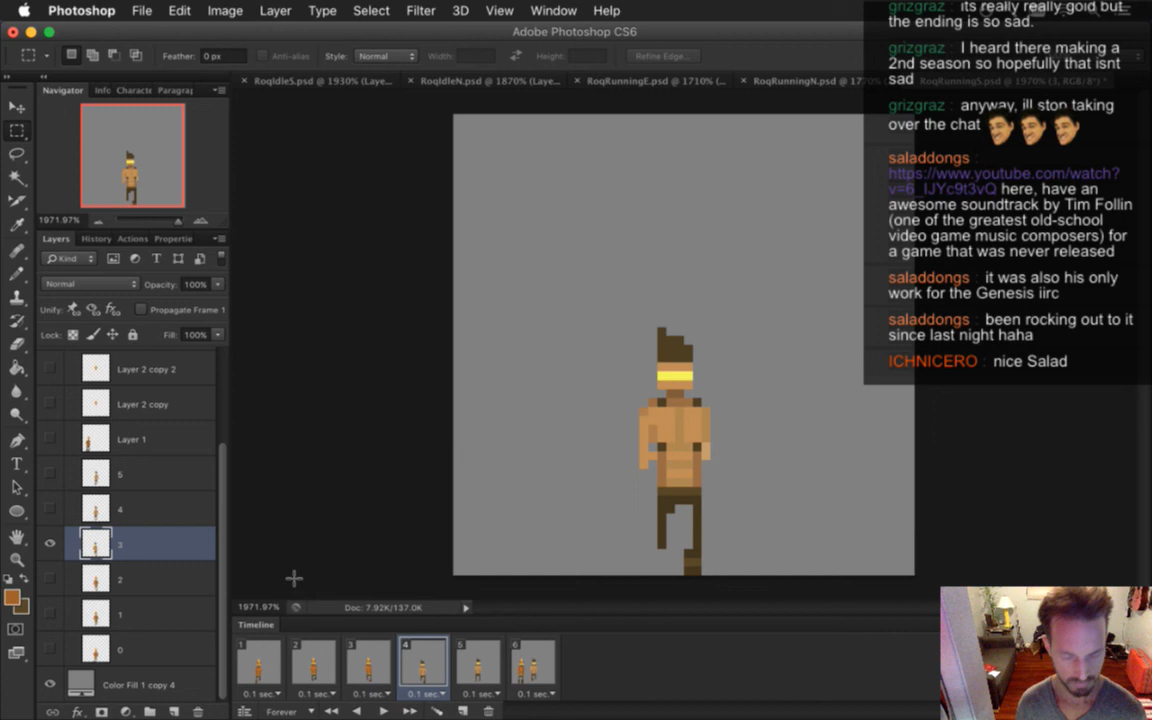 Photoshop File Edit Image Layer Type Select Filter 3D View Window Help
Adobe Photoshop CS6
Feather: 0 px Anti-alias Style: Normal Width: Height: Refine Edge...
RoqIdleS.psd @ 1930% (Laye... RoqIdleN.psd @ 1870% (Laye... RoqRunningE.psd @ 1710% (... RoqRunningN.psd @ 1770% RoqRunningS.psd @ 1970% (3, RGB/8*) *
Navigator Info Characte Paragraq
1971.97%
Layers History Actions Propertie
Kind
Normal Opacity: 100%
Unify: Propagate Frame 1
Lock: Fill: 100%
Layer 2 copy 2
Layer 2 copy
Layer 1
5
4
3
2
1
0
Color Fill 1 copy 4
1971.97% Doc: 7.92K/137.0K
Timeline
1 2 3 4 5 6
0.1 sec. 0.1 sec. 0.1 sec. 0.1 sec. 0.1 sec. 0.1 sec.
Forever
grizgraz : its really really goid but
the ending is so sad.
grizgraz : I heard there making a
2nd season so hopefully that isnt
sad
grizgraz : anyway, ill stop taking
over the chat
saladdongs :
https://www.youtube.com/watch?
v=6_IJYc9t3vQ here, have an
awesome soundtrack by Tim Follin
(one of the greatest old-school
video game music composers) for
a game that was never released
saladdongs : it was also his only
work for the Genesis iirc
saladdongs : been rocking out to it
since last night haha
ICHNICERO : nice Salad